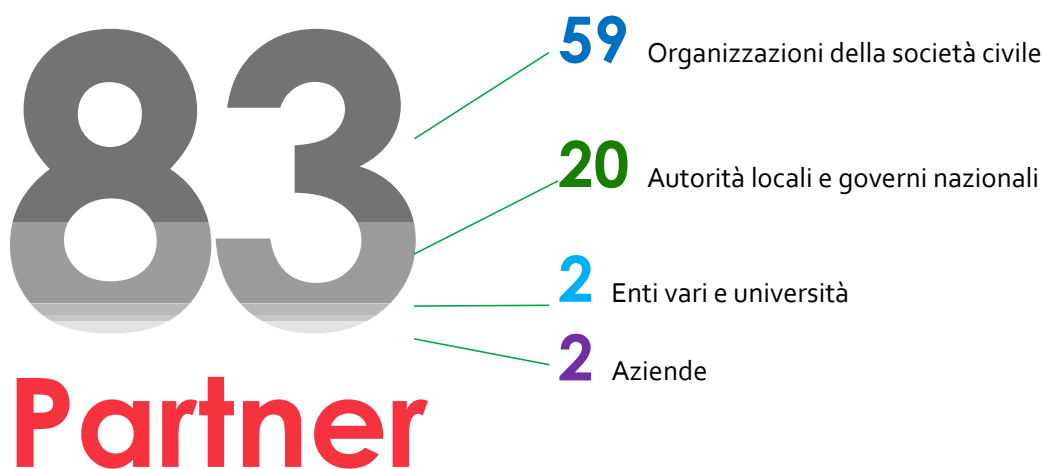 83
Partner
59 Organizzazioni della società civile
20 Autorità locali e governi nazionali
2 Enti vari e università
2 Aziende